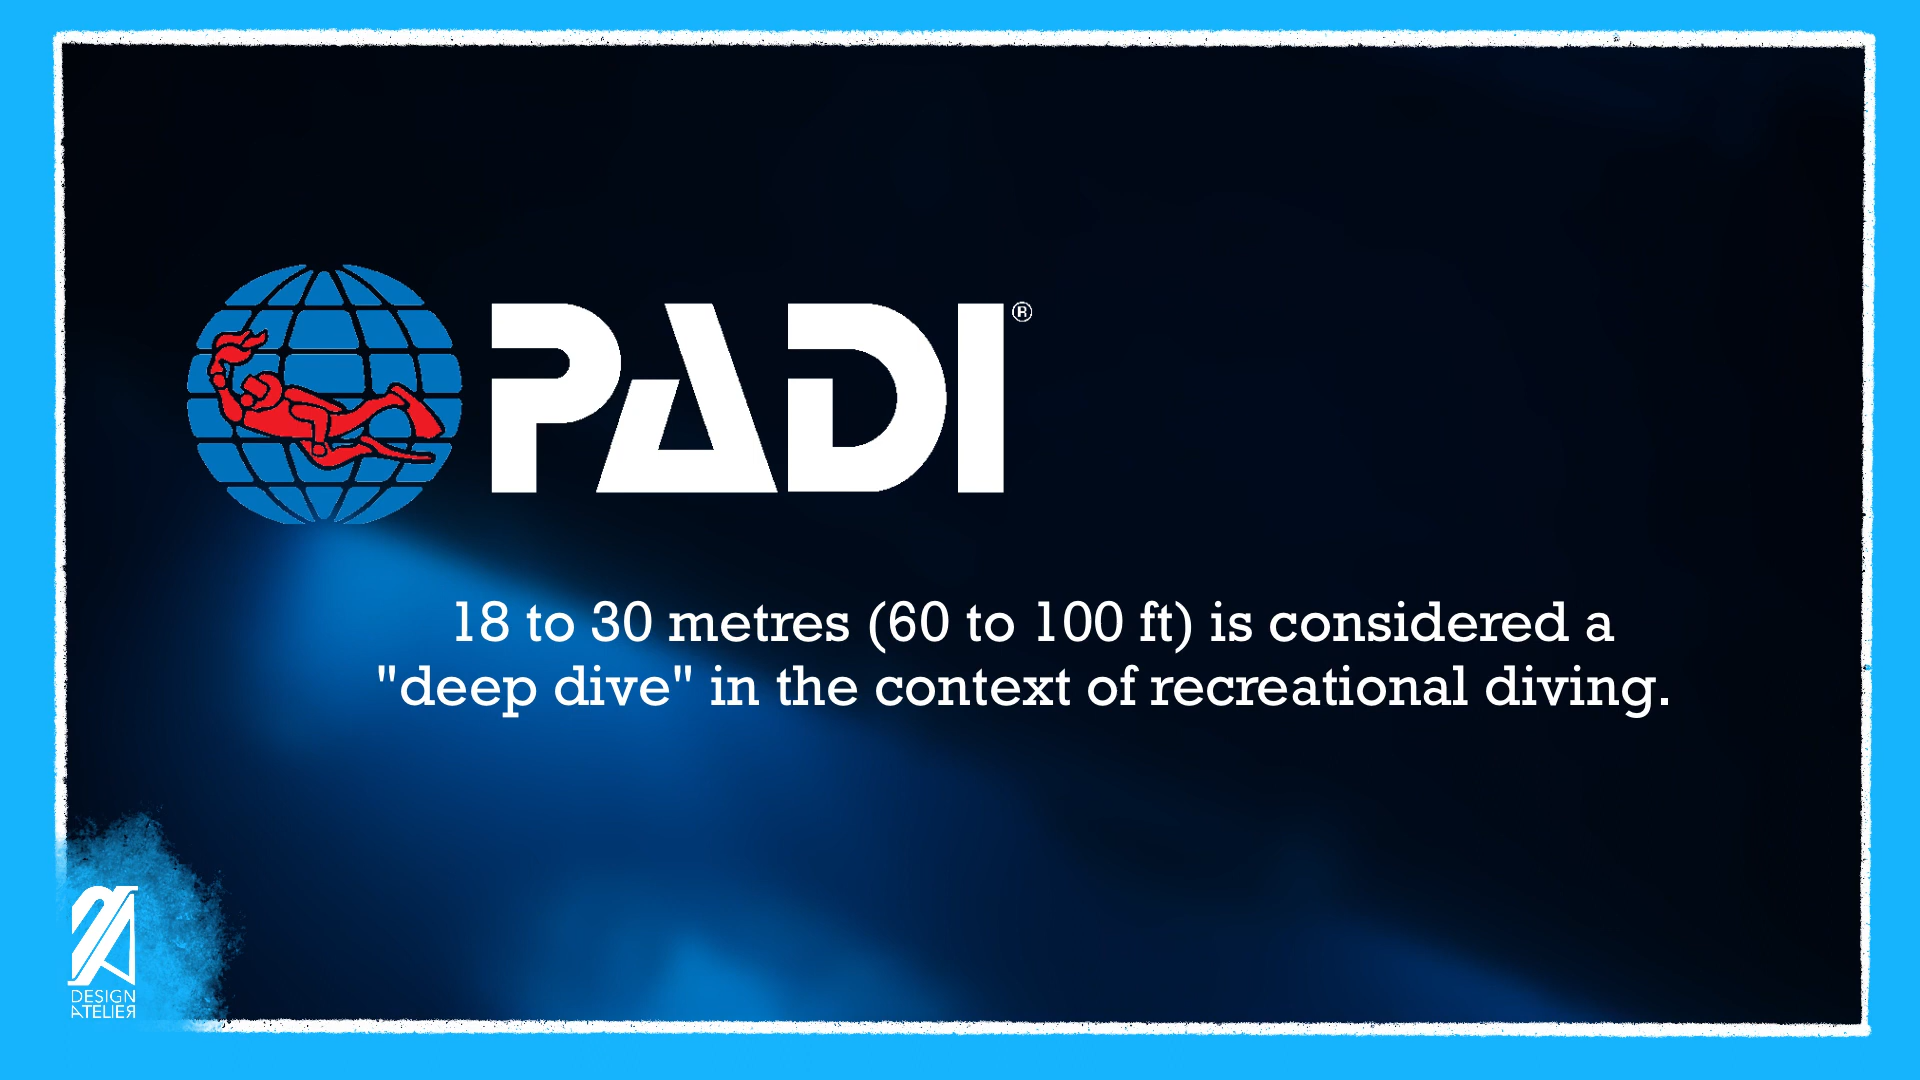 PADI®
18 to 30 metres (60 to 100 ft) is considered a
"deep dive" in the context of recreational diving.
DESIGN
ATELIER